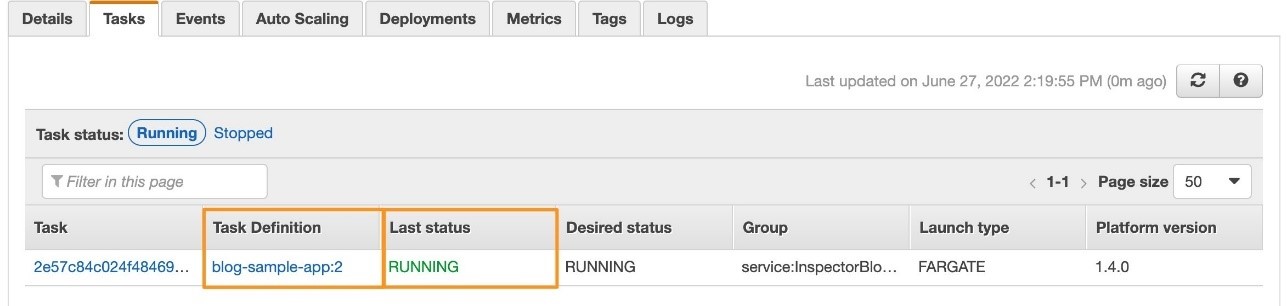 Details Tasks Events Auto Scaling Deployments Metrics Tags Logs
Last updated on June 27, 2022 2:19:55 PM (0m ago)
Task status: Running Stopped
Filter in this page
< 1-1 > Page size 50
Task Task Definition Last status Desired status Group Launch type Platform version
2e57c84c024f48469... blog-sample-app:2 RUNNING RUNNING service:InspectorBlo... FARGATE 1.4.0